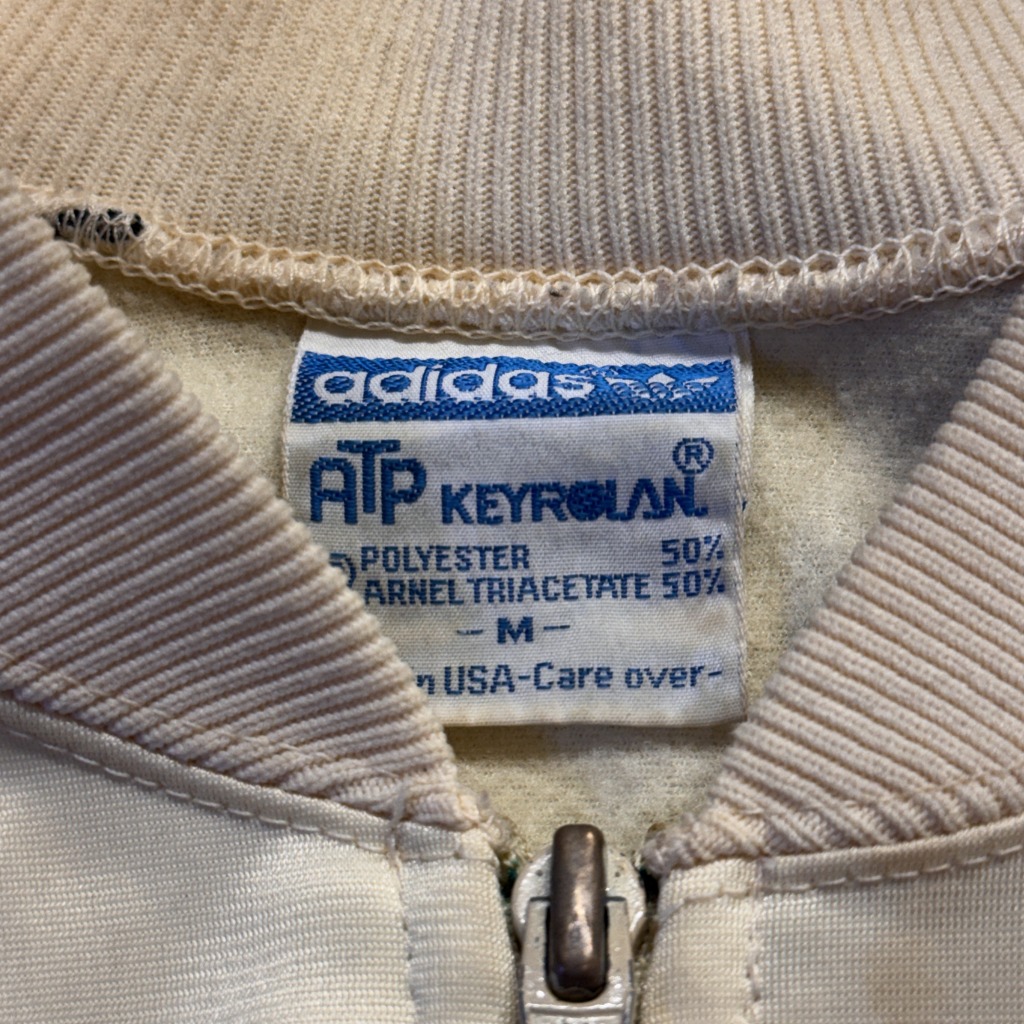 adidas
ATP KEYROLAN®
POLYESTER 50%
ARNEL TRIACETATE 50%
- M -
n USA-Care over-